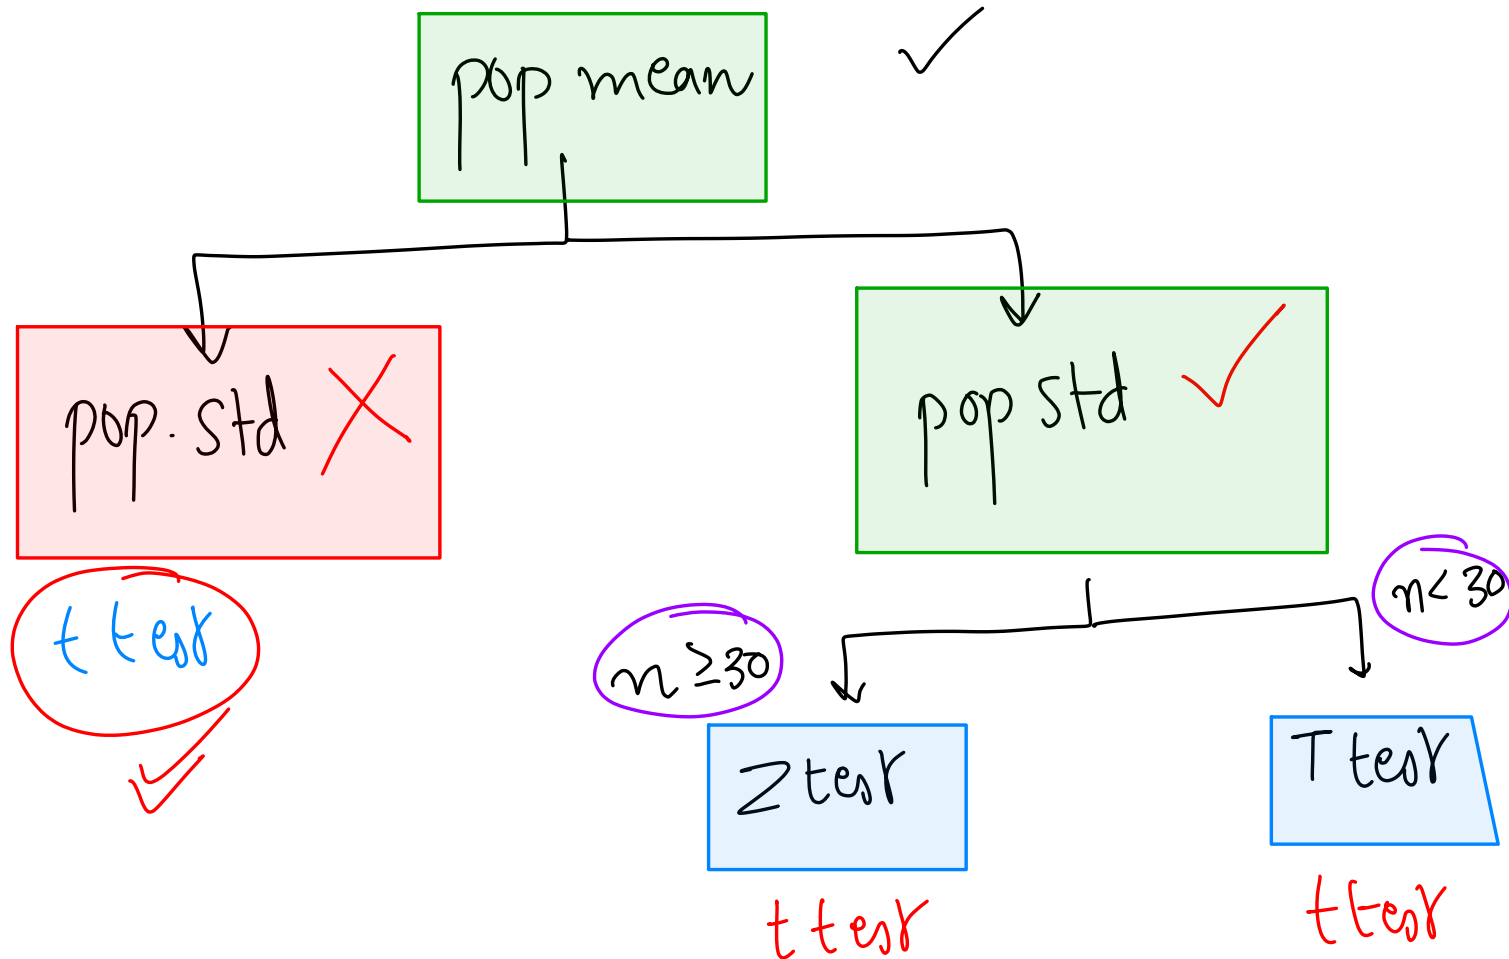 pop mean
pop. std
pop std
t test
n ≥ 30
n < 30
Z test
T test
t test
t test